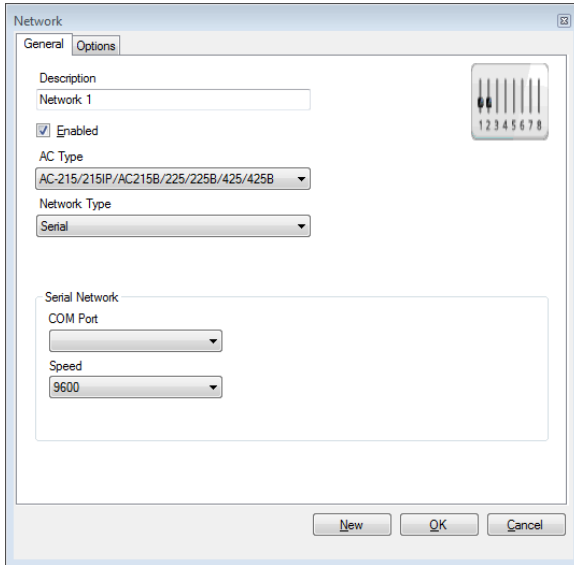 Network
General Options
Description
Network 1
Enabled
12345678
AC Type
AC-215/215IP/AC215B/225/225B/425/425B
Network Type
Serial
Serial Network
COM Port
Speed
9600
New OK Cancel